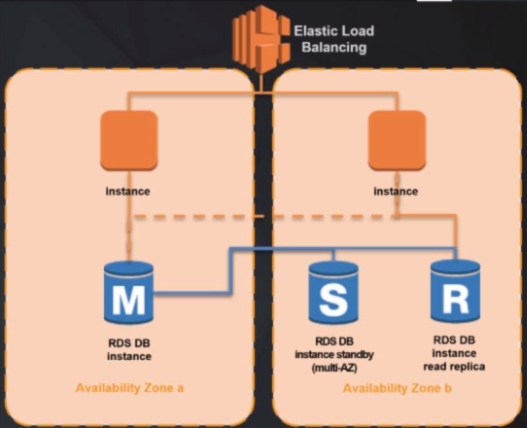 Elastic Load
Balancing
instance
instance
M
S
R
RDS DB
instance
RDS DB
instance standby
(multi-AZ)
RDS DB
instance
read replica
Availability Zone a
Availability Zone b